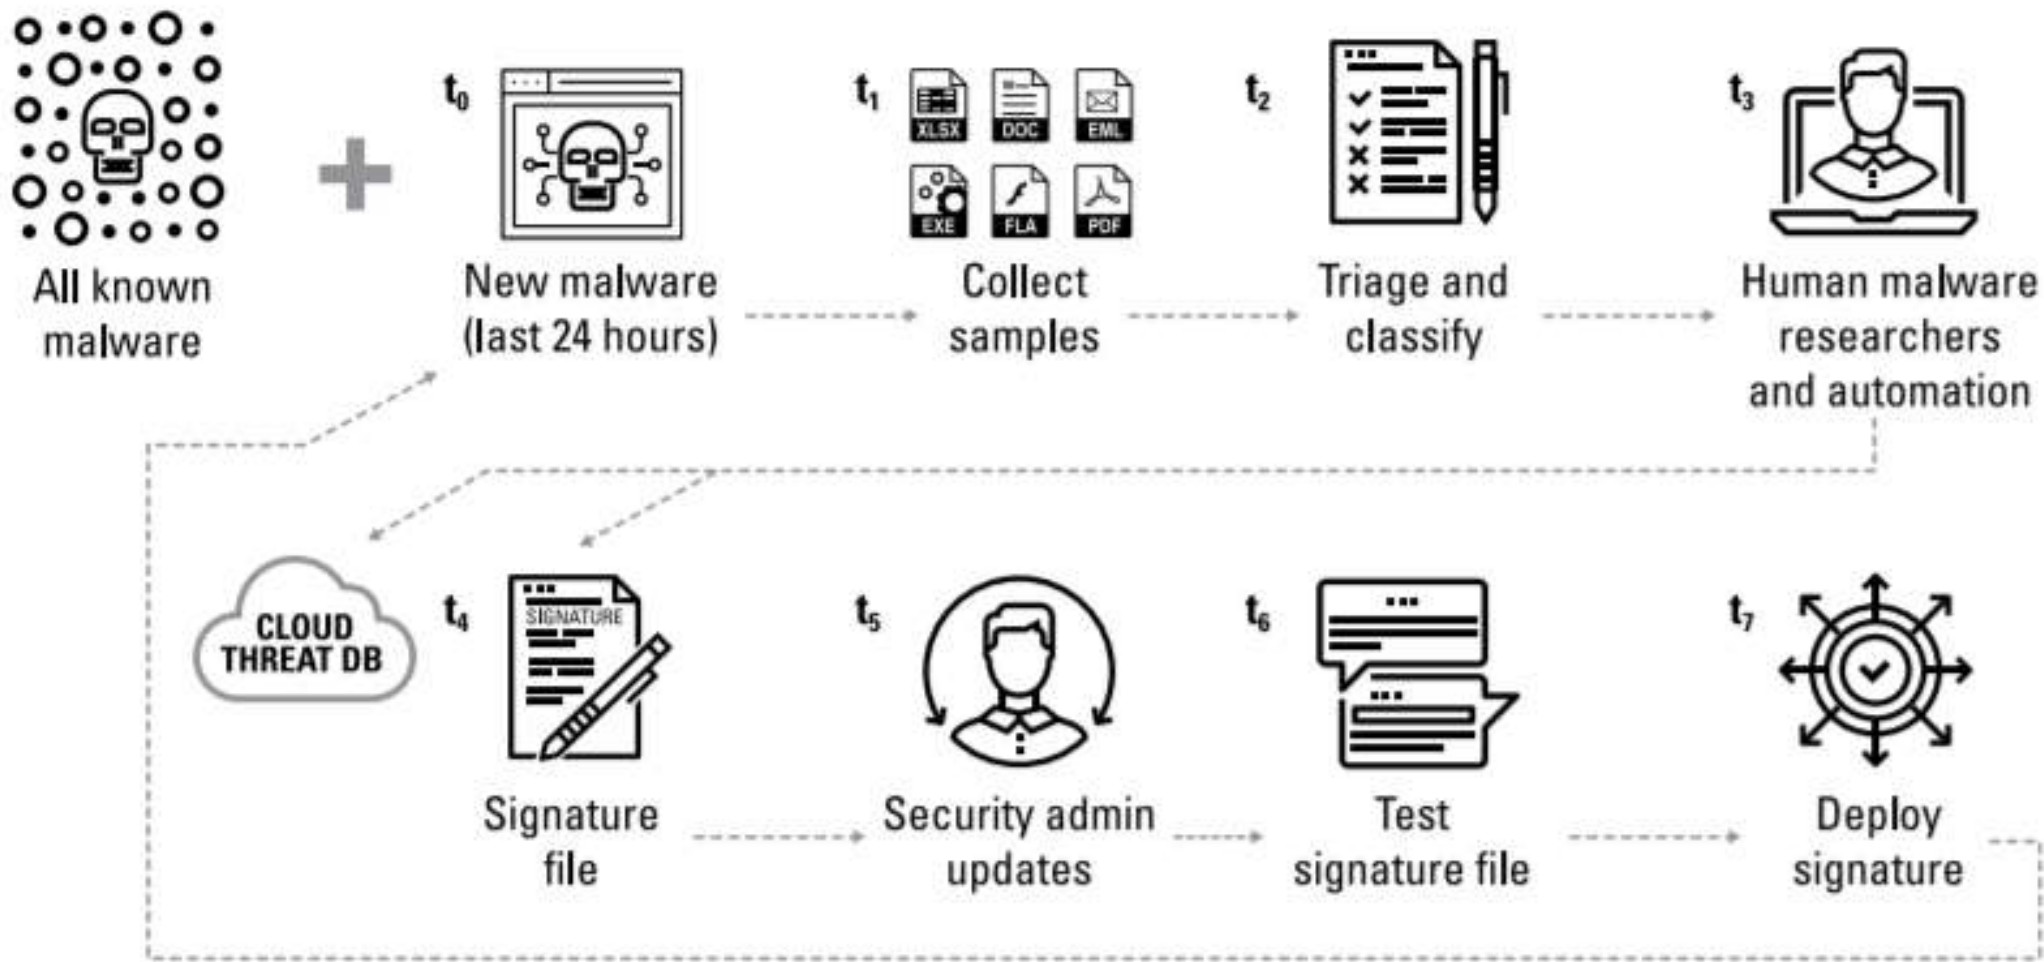 All known
malware
t₀
New malware
(last 24 hours)
t₁
XLSX
DOC
EML
EXE
FLA
PDF
Collect
samples
t₂
Triage and
classify
t₃
Human malware
researchers
and automation
CLOUD
THREAT DB
t₄
SIGNATURE
Signature
file
t₅
Security admin
updates
t₆
Test
signature file
t₇
Deploy
signature